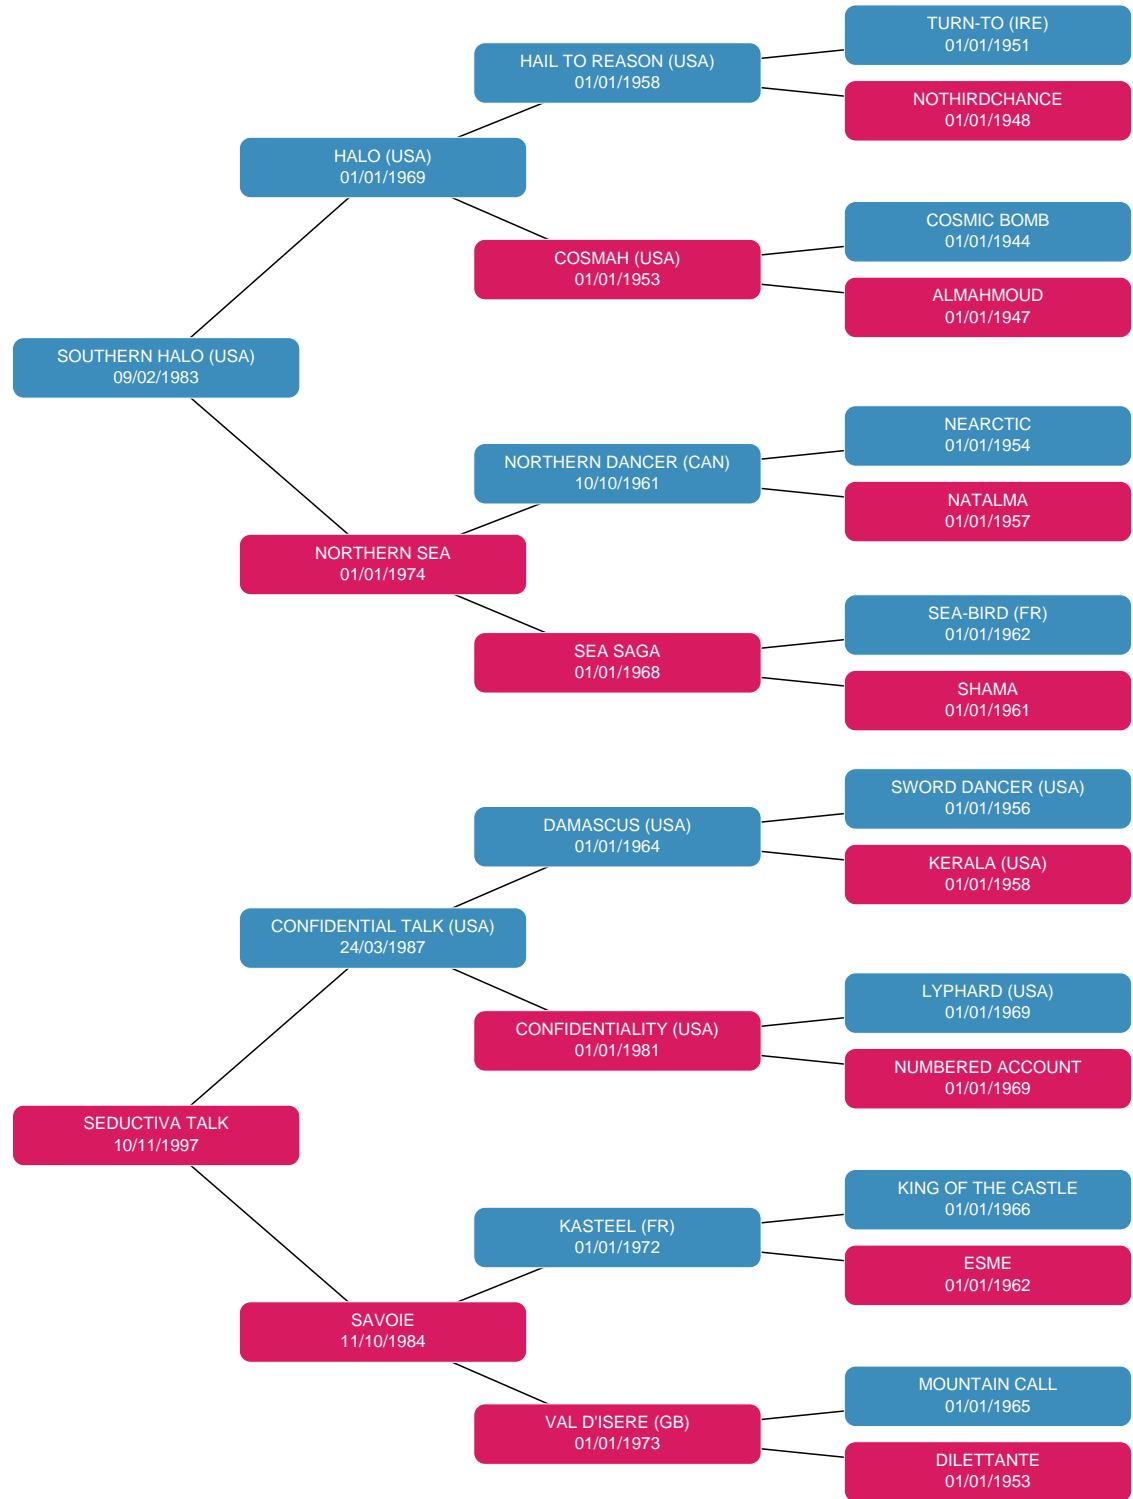 TURN-TO (IRE)
01/01/1951
HAIL TO REASON (USA)
01/01/1958
NOTHIRDCHANCE
01/01/1948
HALO (USA)
01/01/1969
COSMIC BOMB
01/01/1944
COSMAH (USA)
01/01/1953
ALMAHMOUD
01/01/1947
SOUTHERN HALO (USA)
09/02/1983
NEARCTIC
01/01/1954
NORTHERN DANCER (CAN)
10/10/1961
NATALMA
01/01/1957
NORTHERN SEA
01/01/1974
SEA-BIRD (FR)
01/01/1962
SEA SAGA
01/01/1968
SHAMA
01/01/1961
SWORD DANCER (USA)
01/01/1956
DAMASCUS (USA)
01/01/1964
KERALA (USA)
01/01/1958
CONFIDENTIAL TALK (USA)
24/03/1987
LYPHARD (USA)
01/01/1969
CONFIDENTIALITY (USA)
01/01/1981
NUMBERED ACCOUNT
01/01/1969
SEDUCTIVA TALK
10/11/1997
KING OF THE CASTLE
01/01/1966
KASTEEL (FR)
01/01/1972
ESME
01/01/1962
SAVOIE
11/10/1984
MOUNTAIN CALL
01/01/1965
VAL D'ISERE (GB)
01/01/1973
DILETTANTE
01/01/1953